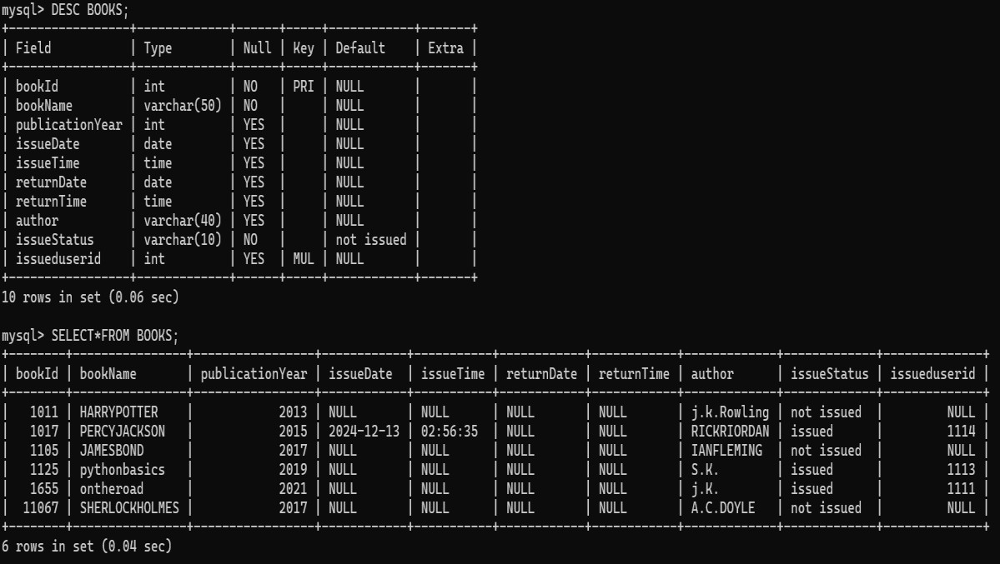 mysql> DESC BOOKS;
+-----------------+-------------+------+-----+------------+-------+
| Field           | Type        | Null | Key | Default    | Extra |
+-----------------+-------------+------+-----+------------+-------+
| bookId          | int         | NO   | PRI | NULL       |       |
| bookName        | varchar(50) | NO   |     | NULL       |       |
| publicationYear | int         | YES  |     | NULL       |       |
| issueDate       | date        | YES  |     | NULL       |       |
| issueTime       | time        | YES  |     | NULL       |       |
| returnDate      | date        | YES  |     | NULL       |       |
| returnTime      | time        | YES  |     | NULL       |       |
| author          | varchar(40) | YES  |     | NULL       |       |
| issueStatus     | varchar(10) | NO   |     | not issued |       |
| issueduserid    | int         | YES  | MUL | NULL       |       |
+-----------------+-------------+------+-----+------------+-------+
10 rows in set (0.06 sec)

mysql> SELECT*FROM BOOKS;
+--------+----------------+-----------------+------------+-----------+------------+------------+------------+-------------+--------------+
| bookId | bookName       | publicationYear | issueDate  | issueTime | returnDate | returnTime | author     | issueStatus | issueduserid |
+--------+----------------+-----------------+------------+-----------+------------+------------+------------+-------------+--------------+
|   1011 | HARRYPOTTER    |            2013 | NULL       | NULL      | NULL       | NULL       | j.k.Rowling | not issued  |         NULL |
|   1017 | PERCYJACKSON   |            2015 | 2024-12-13 | 02:56:35  | NULL       | NULL       | RICKRIORDAN | issued      |         1114 |
|   1105 | JAMESBOND      |            2017 | NULL       | NULL      | NULL       | NULL       | IANFLEMING  | not issued  |         NULL |
|   1125 | pythonbasics   |            2019 | NULL       | NULL      | NULL       | NULL       | S.K.        | issued      |         1113 |
|   1655 | ontheroad      |            2021 | NULL       | NULL      | NULL       | NULL       | j.K.        | issued      |         1111 |
|  11067 | SHERLOCKHOLMES |            2017 | NULL       | NULL      | NULL       | NULL       | A.C.DOYLE   | not issued  |         NULL |
+--------+----------------+-----------------+------------+-----------+------------+------------+-------------+-------------+--------------+
6 rows in set (0.04 sec)